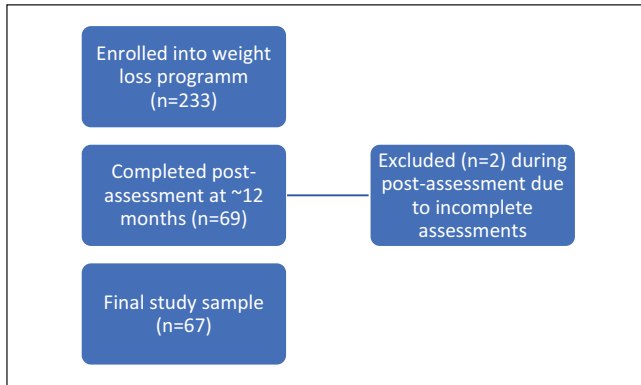 Enrolled into weight
loss programm
(n=233)
Completed post-
assessment at ~12
months (n=69)
Excluded (n=2) during
post-assessment due
to incomplete
assessments
Final study sample
(n=67)